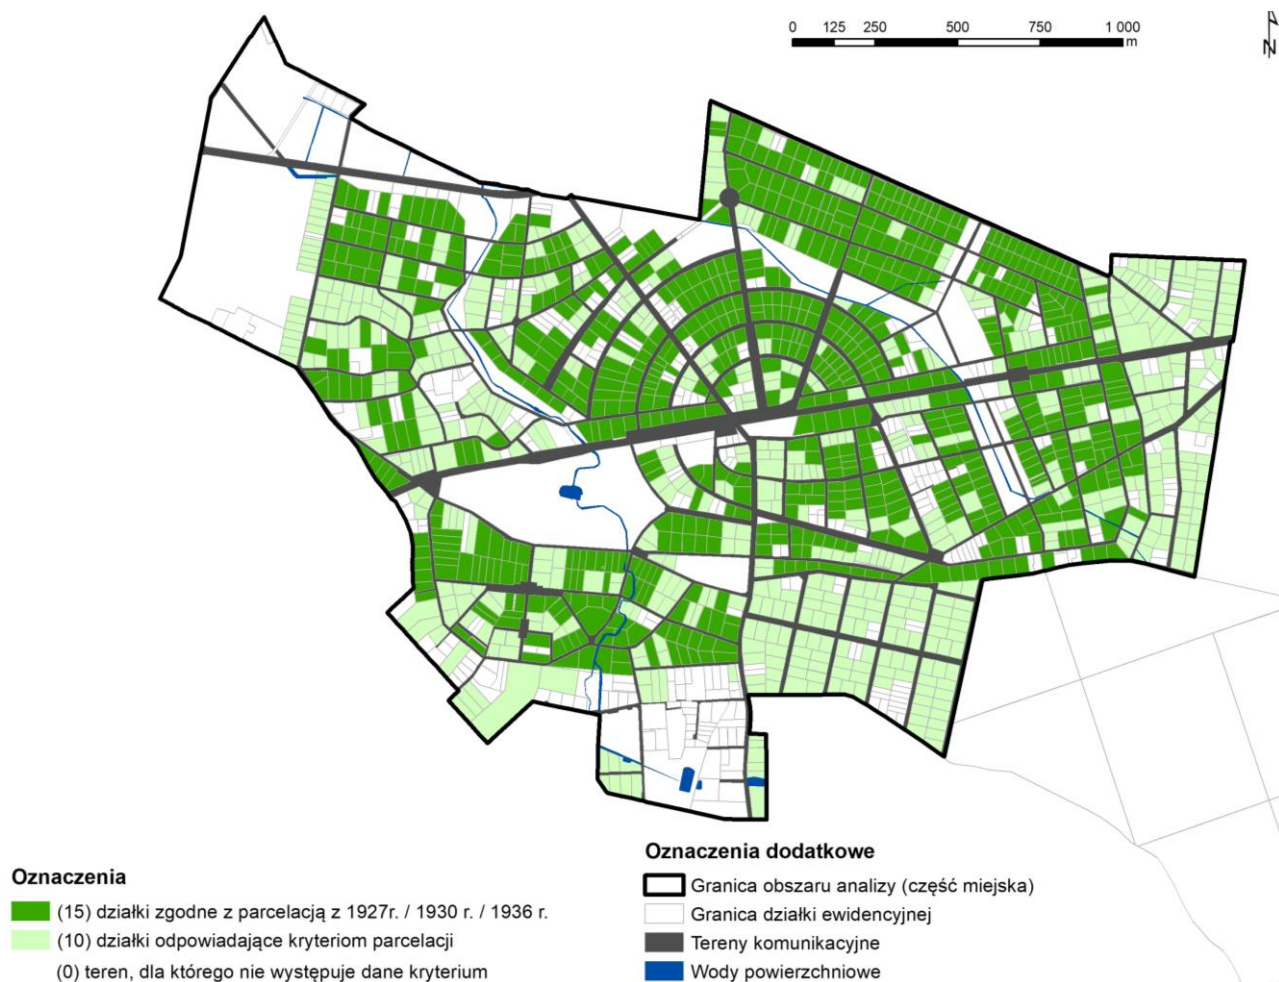 0 125 250 500 750 1 000
m
N
Oznaczenia
(15) działki zgodne z parcelacją z 1927r. / 1930 r. / 1936 r.
(10) działki odpowiadające kryteriom parcelacji
(0) teren, dla którego nie występuje dane kryterium
Oznaczenia dodatkowe
Granica obszaru analizy (część miejska)
Granica działki ewidencyjnej
Tereny komunikacyjne
Wody powierzchniowe